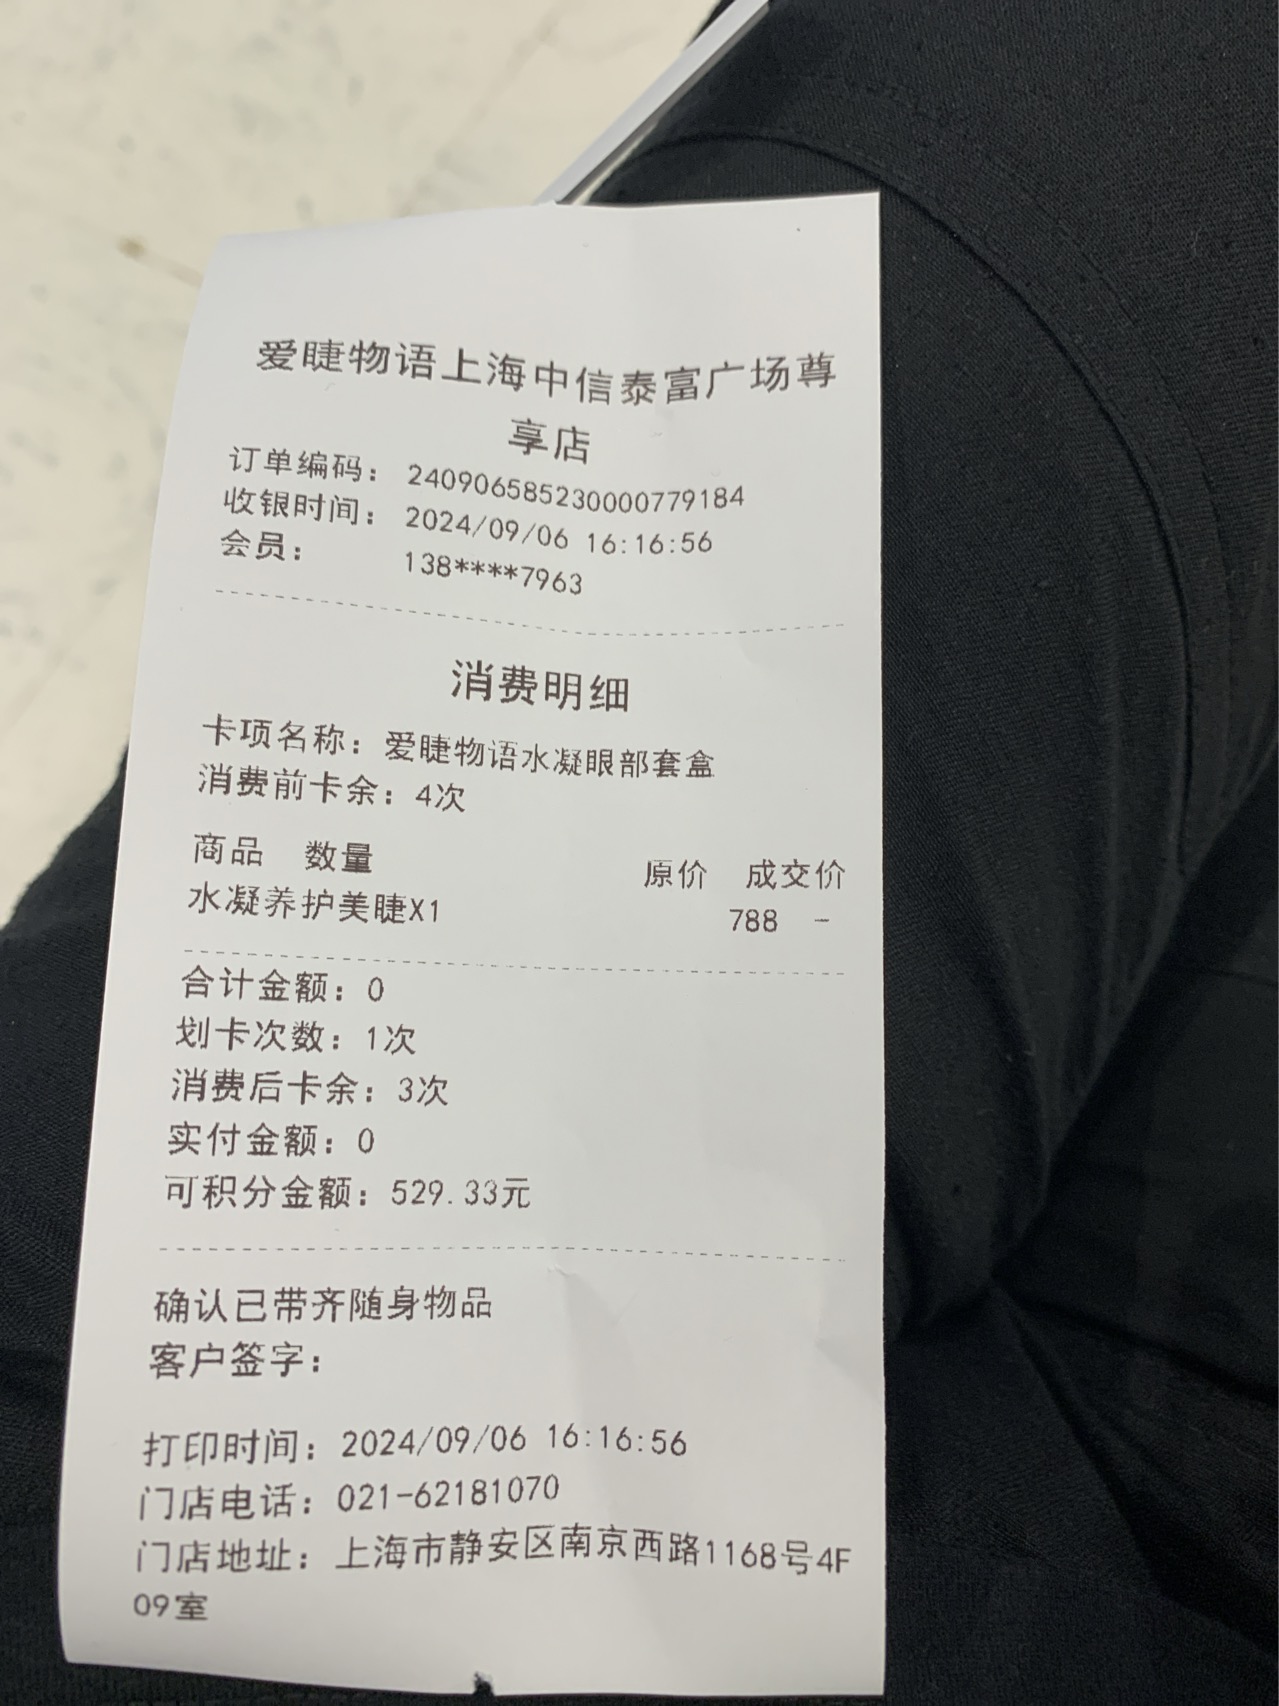 爱睫物语上海中信泰富广场尊
享店
订单编码： 240906585230000779184
收银时间： 2024/09/06 16:16:56
会员： 138****7963
消费明细
卡项名称：爱睫物语水凝眼部套盒
消费前卡余：4次
商品 数量 原价 成交价
水凝养护美睫X1 788 -
合计金额：0
划卡次数：1次
消费后卡余：3次
实付金额：0
可积分金额：529.33元
确认已带齐随身物品
客户签字：
打印时间：2024/09/06 16:16:56
门店电话：021-62181070
门店地址：上海市静安区南京西路1168号4F
09室